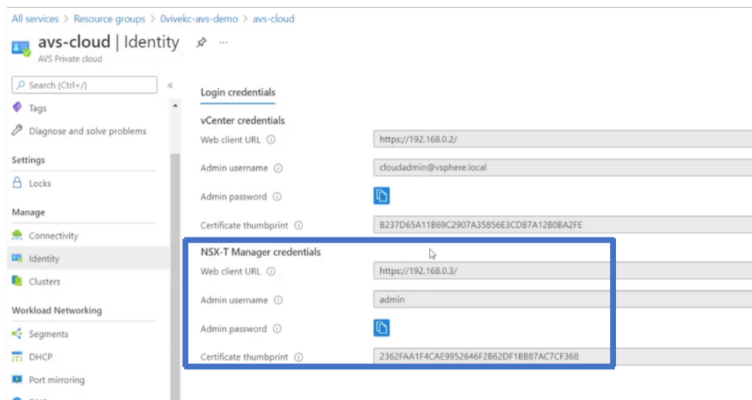 All services > Resource groups > 0vivekc-avs-demo > avs-cloud
avs-cloud | Identity
AVS Private cloud
Search (Ctrl+/)
Tags
Diagnose and solve problems
Settings
Locks
Manage
Connectivity
Identity
Clusters
Workload Networking
Segments
DHCP
Port mirroring
Login credentials
vCenter credentials
Web client URL https://192.168.0.2/
Admin username cloudadmin@vsphere.local
Admin password
Certificate thumbprint B237D65A11B69C2907A35856E3CDB7A12B0BA2FE
NSX-T Manager credentials
Web client URL https://192.168.0.3/
Admin username admin
Admin password
Certificate thumbprint 2362FAA1F4CAE9952646F2B62DF1BB87AC7CF36B